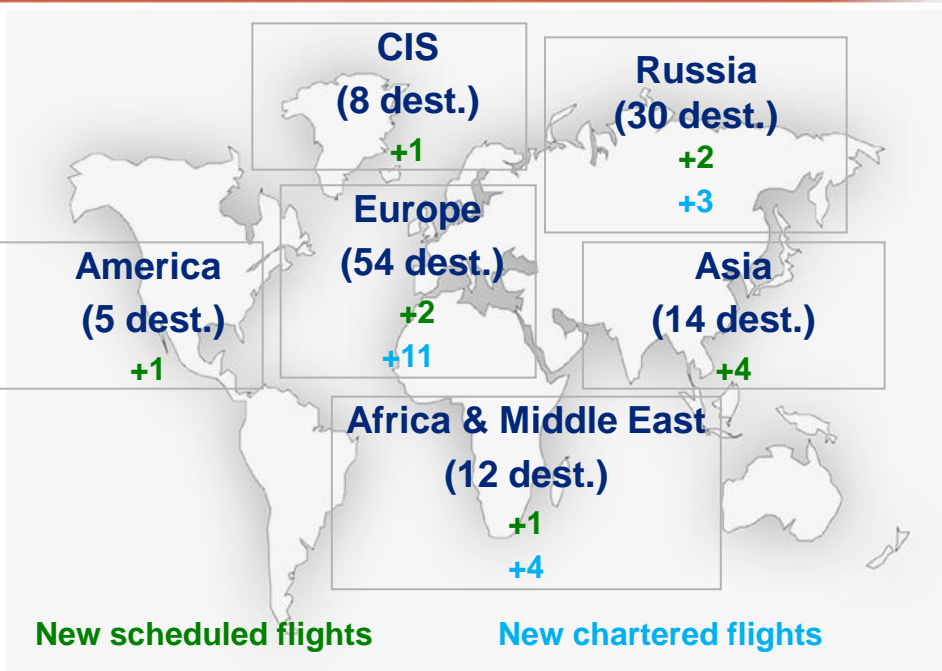 CIS
(8 dest.)
+1
Russia
(30 dest.)
+2
+3
Europe
(54 dest.)
+2
+11
America
(5 dest.)
+1
Asia
(14 dest.)
+4
Africa & Middle East
(12 dest.)
+1
+4
New scheduled flights
New chartered flights